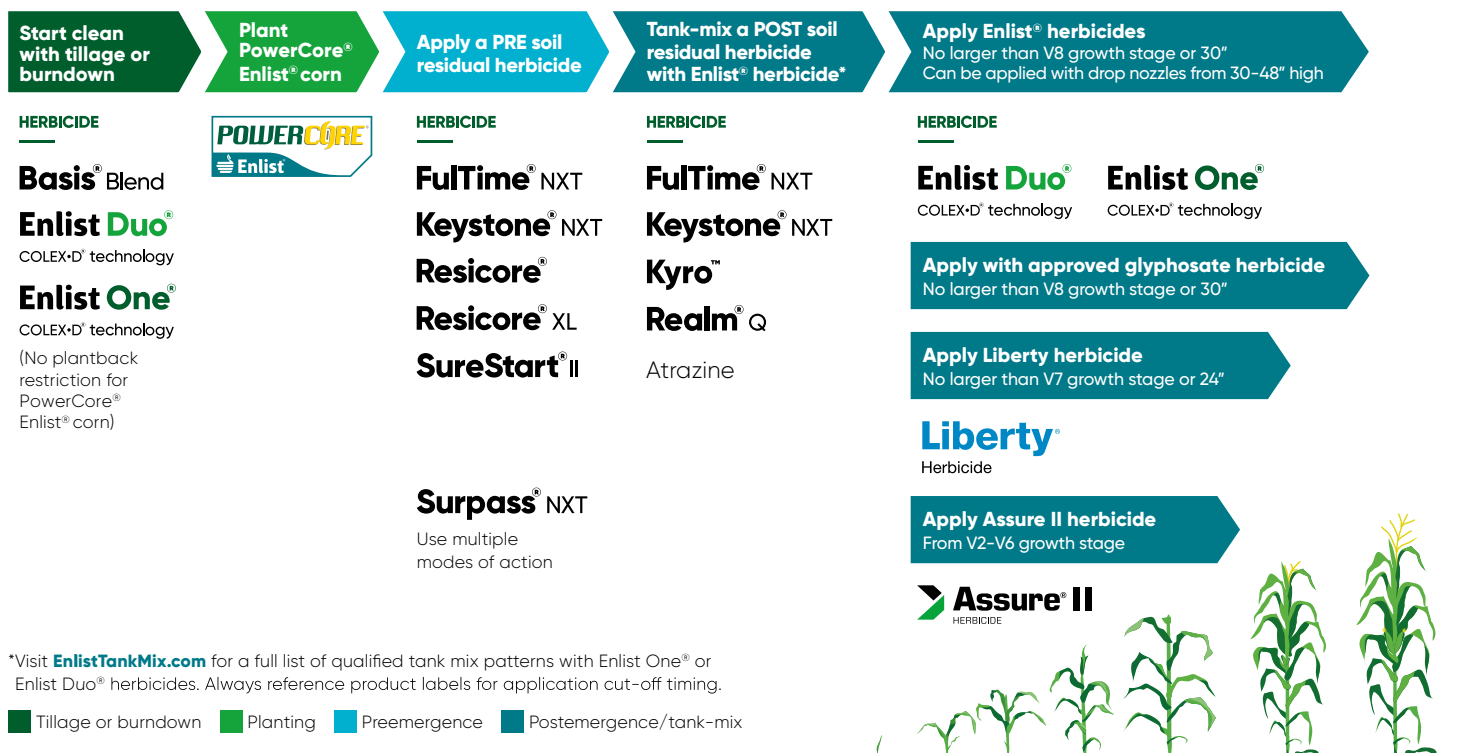 Start clean
with tillage or
burndown
Plant
PowerCore®
Enlist® corn
Apply a PRE soil
residual herbicide
Tank-mix a POST soil
residual herbicide
with Enlist® herbicide*
Apply Enlist® herbicides
No larger than V8 growth stage or 30”
Can be applied with drop nozzles from 30-48” high
HERBICIDE
Basis® Blend
Enlist Duo®
COLEX•D® technology
Enlist One®
COLEX•D® technology
(No plantback
restriction for
PowerCore®
Enlist® corn)
POWERCORE®
Enlist®
HERBICIDE
FulTime® NXT
Keystone® NXT
Resicore®
Resicore® XL
SureStart® II
Surpass® NXT
Use multiple
modes of action
HERBICIDE
FulTime® NXT
Keystone® NXT
Kyro™
Realm® Q
Atrazine
HERBICIDE
Enlist Duo® Enlist One®
COLEX•D® technology COLEX•D® technology
Apply with approved glyphosate herbicide
No larger than V8 growth stage or 30”
Apply Liberty herbicide
No larger than V7 growth stage or 24”
Liberty®
Herbicide
Apply Assure II herbicide
From V2-V6 growth stage
Assure® II
HERBICIDE
*Visit EnlistTankMix.com for a full list of qualified tank mix patterns with Enlist One® or
Enlist Duo® herbicides. Always reference product labels for application cut-off timing.
Tillage or burndown Planting Preemergence Postemergence/tank-mix